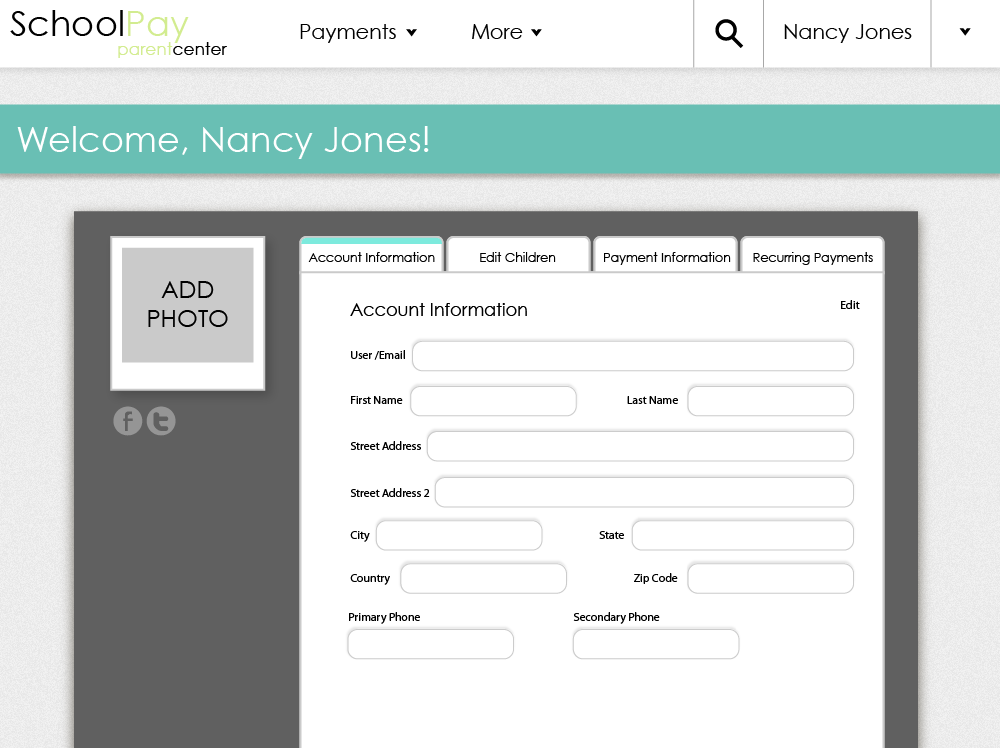 SchoolPay
parentcenter
Payments
More
Nancy Jones
Welcome, Nancy Jones!
ADD
PHOTO
Account Information
Edit Children
Payment Information
Recurring Payments
Account Information
Edit
User /Email
First Name
Last Name
Street Address
Street Address 2
City
State
Country
Zip Code
Primary Phone
Secondary Phone